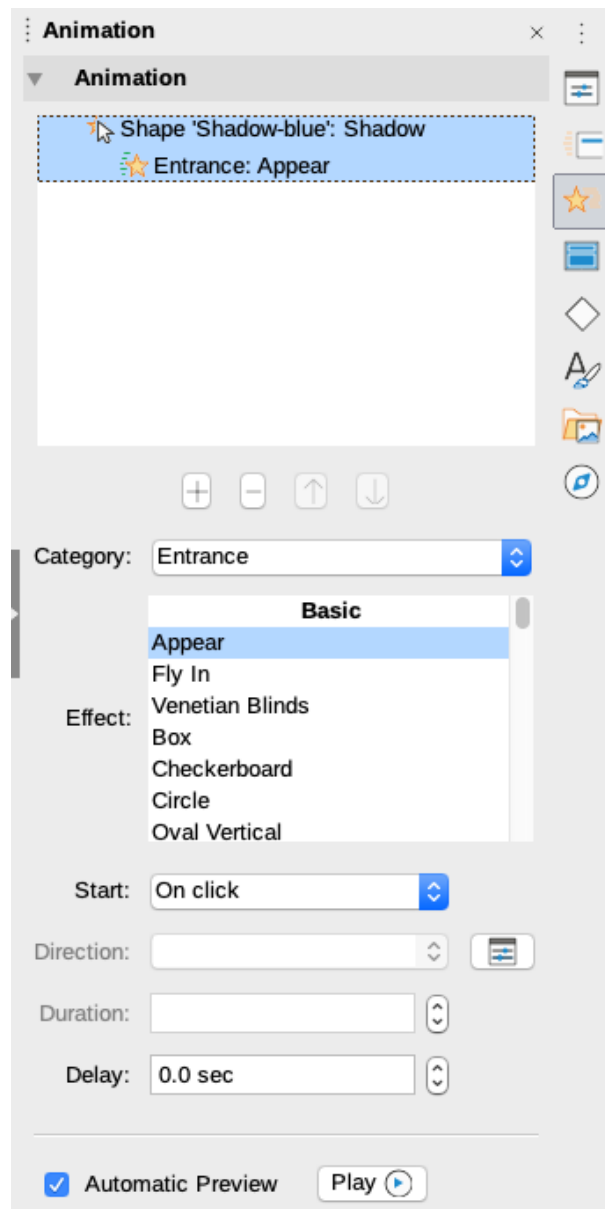 Animation
Animation
Shape 'Shadow-blue': Shadow
Entrance: Appear
Category: Entrance
Basic
Appear
Fly In
Venetian Blinds
Effect:
Box
Checkerboard
Circle
Oval Vertical
Start: On click
Direction:
Duration:
Delay: 0.0 sec
Automatic Preview Play